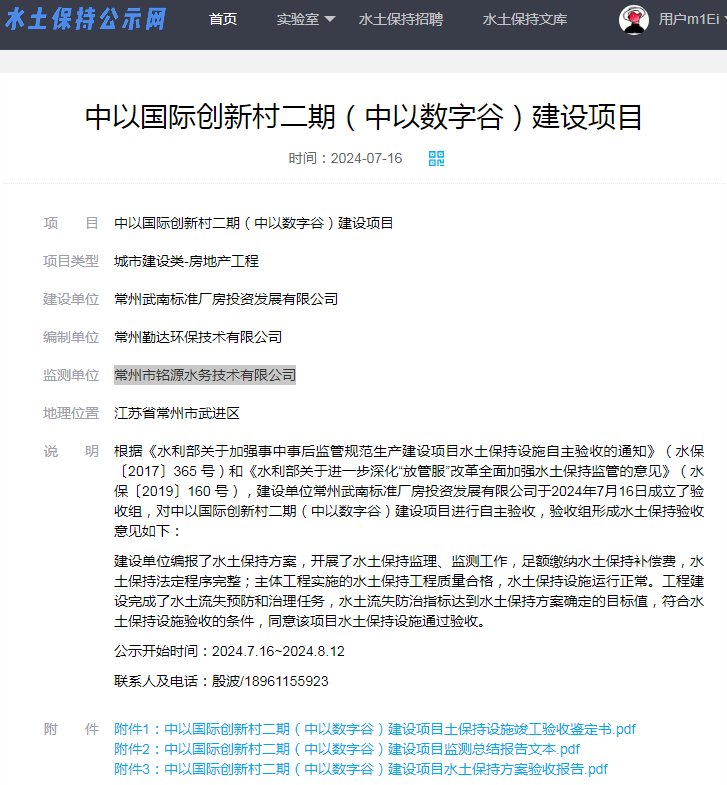 水土保持公示网 首页 实验室 水土保持招聘 水土保持文库 用户m1Ei
中以国际创新村二期（中以数字谷）建设项目
时间：2024-07-16
项 目 中以国际创新村二期（中以数字谷）建设项目
项目类型 城市建设类-房地产工程
建设单位 常州武南标准厂房投资发展有限公司
编制单位 常州勤达环保技术有限公司
监测单位 常州市铭源水务技术有限公司
地理位置 江苏省常州市武进区
说 明 根据《水利部关于加强事中事后监管规范生产建设项目水土保持设施自主验收的通知》（水保
〔2017〕365 号）和《水利部关于进一步深化“放管服”改革全面加强水土保持监管的意见》（水
保〔2019〕160 号），建设单位常州武南标准厂房投资发展有限公司于2024年7月16日成立了验
收组，对中以国际创新村二期（中以数字谷）建设项目进行自主验收，验收组形成水土保持验收
意见如下：
建设单位编报了水土保持方案，开展了水土保持监理、监测工作，足额缴纳水土保持补偿费，水
土保持法定程序完整；主体工程实施的水土保持工程质量合格，水土保持设施运行正常。工程建
设完成了水土流失预防和治理任务，水土流失防治指标达到水土保持方案确定的目标值，符合水
土保持设施验收的条件，同意该项目水土保持设施通过验收。
公示开始时间：2024.7.16~2024.8.12
联系人及电话：殷波/18961155923
附 件 附件1：中以国际创新村二期（中以数字谷）建设项目土保持设施竣工验收鉴定书.pdf
附件2：中以国际创新村二期（中以数字谷）建设项目监测总结报告文本.pdf
附件3：中以国际创新村二期（中以数字谷）建设项目水土保持方案验收报告.pdf